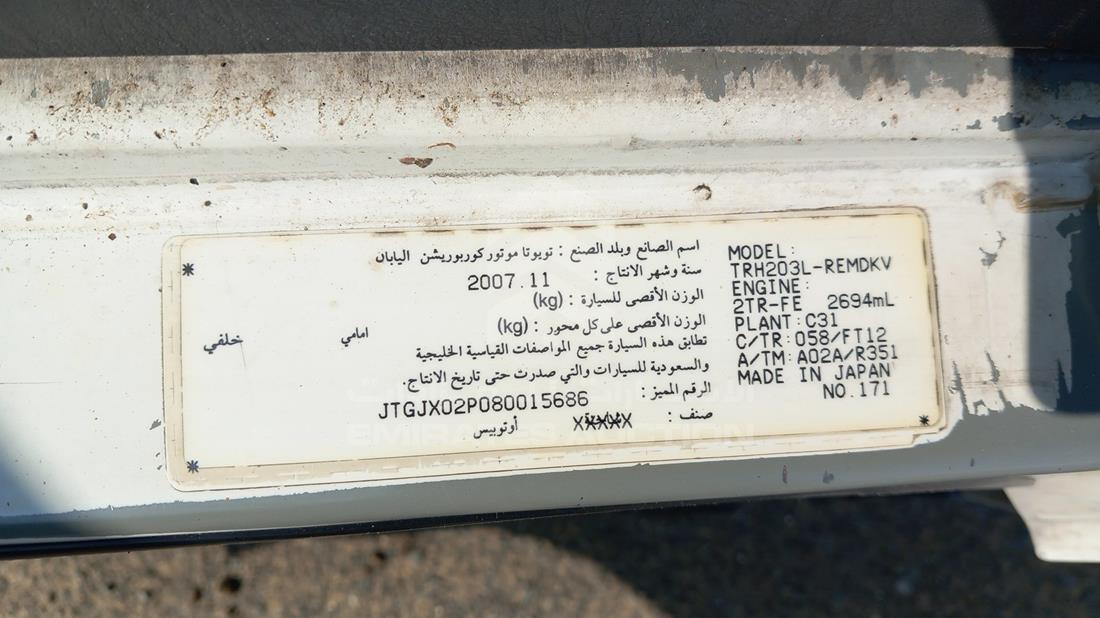 اسم الصانع وبلد الصنع : تويوتا موتور كوربوريشن اليابان
سنة وشهر الانتاج : 2007.11
الوزن الأقصى للسيارة : (kg)
الوزن الأقصى على كل محور : (kg) امامي خلفي
تطابق هذه السيارة جميع المواصفات القياسية الخليجية
والسعودية للسيارات والتي صدرت حتى تاريخ الانتاج.
الرقم المميز : JTGJX02P080015686
صنف : XXXXX أوتوبيس
MODEL:
TRH203L-REMDKV
ENGINE:
2TR-FE 2694mL
PLANT:C31
C/TR:058/FT12
A/TM:A02A/R351
MADE IN JAPAN
NO.171
EMIRATES AUCTION